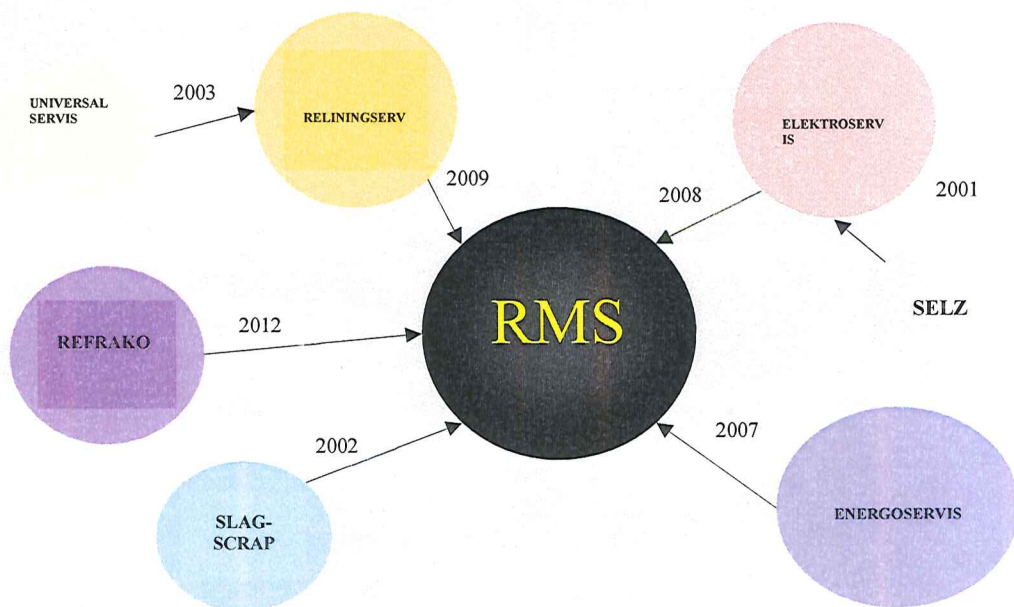 UNIVERSAL
SERVIS
2003
RELININGSERV
ELEKTROSERV
IS
2009
2008
2001
RMS
SELZ
REFRAKO
2012
2002
2007
SLAG-
SCRAP
ENERGOSERVIS